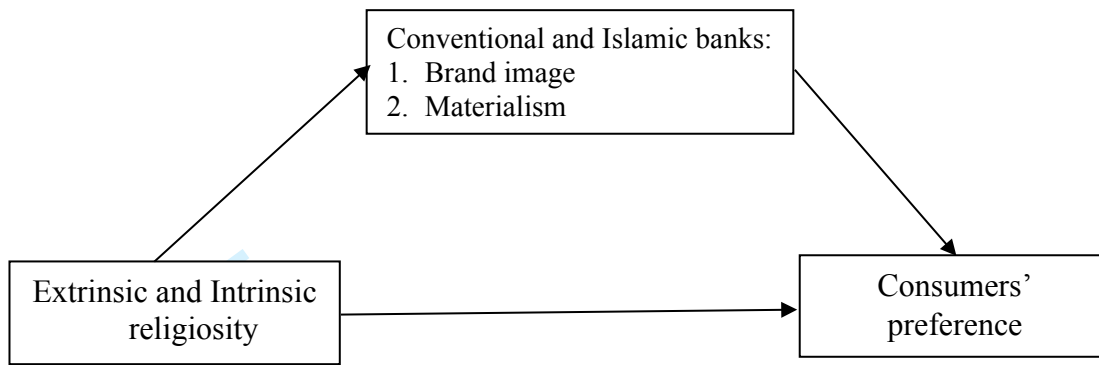 Conventional and Islamic banks:
1. Brand image
2. Materialism
Extrinsic and Intrinsic
religiosity
Consumers’
preference